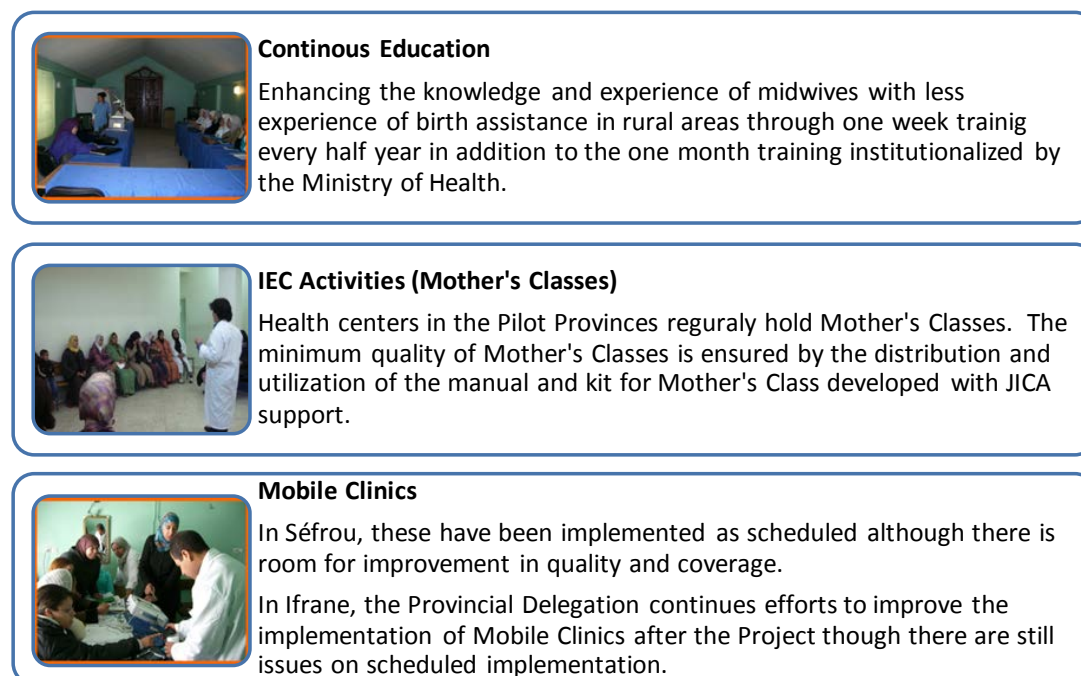 Continous Education
Enhancing the knowledge and experience of midwives with less
experience of birth assistance in rural areas through one week trainig
every half year in addition to the one month training institutionalized by
the Ministry of Health.
IEC Activities (Mother's Classes)
Health centers in the Pilot Provinces reguraly hold Mother's Classes.  The
minimum quality of Mother's Classes is ensured by the distribution and
utilization of the manual and kit for Mother's Class developed with JICA
support.
Mobile Clinics
In Séfrou, these have been implemented as scheduled although there is
room for improvement in quality and coverage.
In Ifrane, the Provincial Delegation continues efforts to improve the
implementation of Mobile Clinics after the Project though there are still
issues on scheduled implementation.